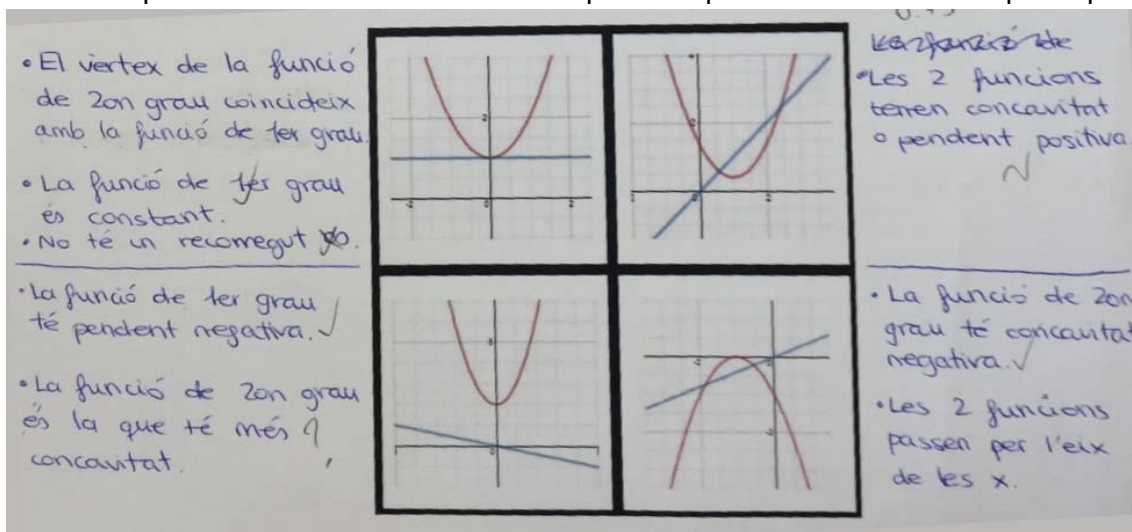 • El vertex de la funció
de 2on grau coincideix
amb la funció de 1er grau.
• La funció de 1er grau
és constant.
• No té un recorregut
• La funció de 1er grau
té pendent negativa.
• La funció de 2on grau
és la que té més ?
concavitat.
• Les 2 funcions
tenen concavitat
o pendent positiva.
• La funció de 2on
grau té concavitat
negativa.
• Les 2 funcions
passen per l'eix
de les x.